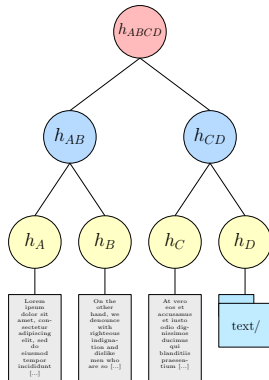 h_ABCD
h_AB
h_CD
h_A
h_B
h_C
h_D
Lorem
ipsum
dolor sit
amet, con-
sectetur
adipiscing
elit, sed
do
eiusmod
tempor
incididunt
[...]
On the
other
hand, we
denounce
with
righteous
indigna-
tion and
dislike
men who
are so [...]
At vero
eos et
accusamus
et iusto
odio dig-
nissimos
ducimus
qui
blanditiis
praesen-
tium [...]
text/